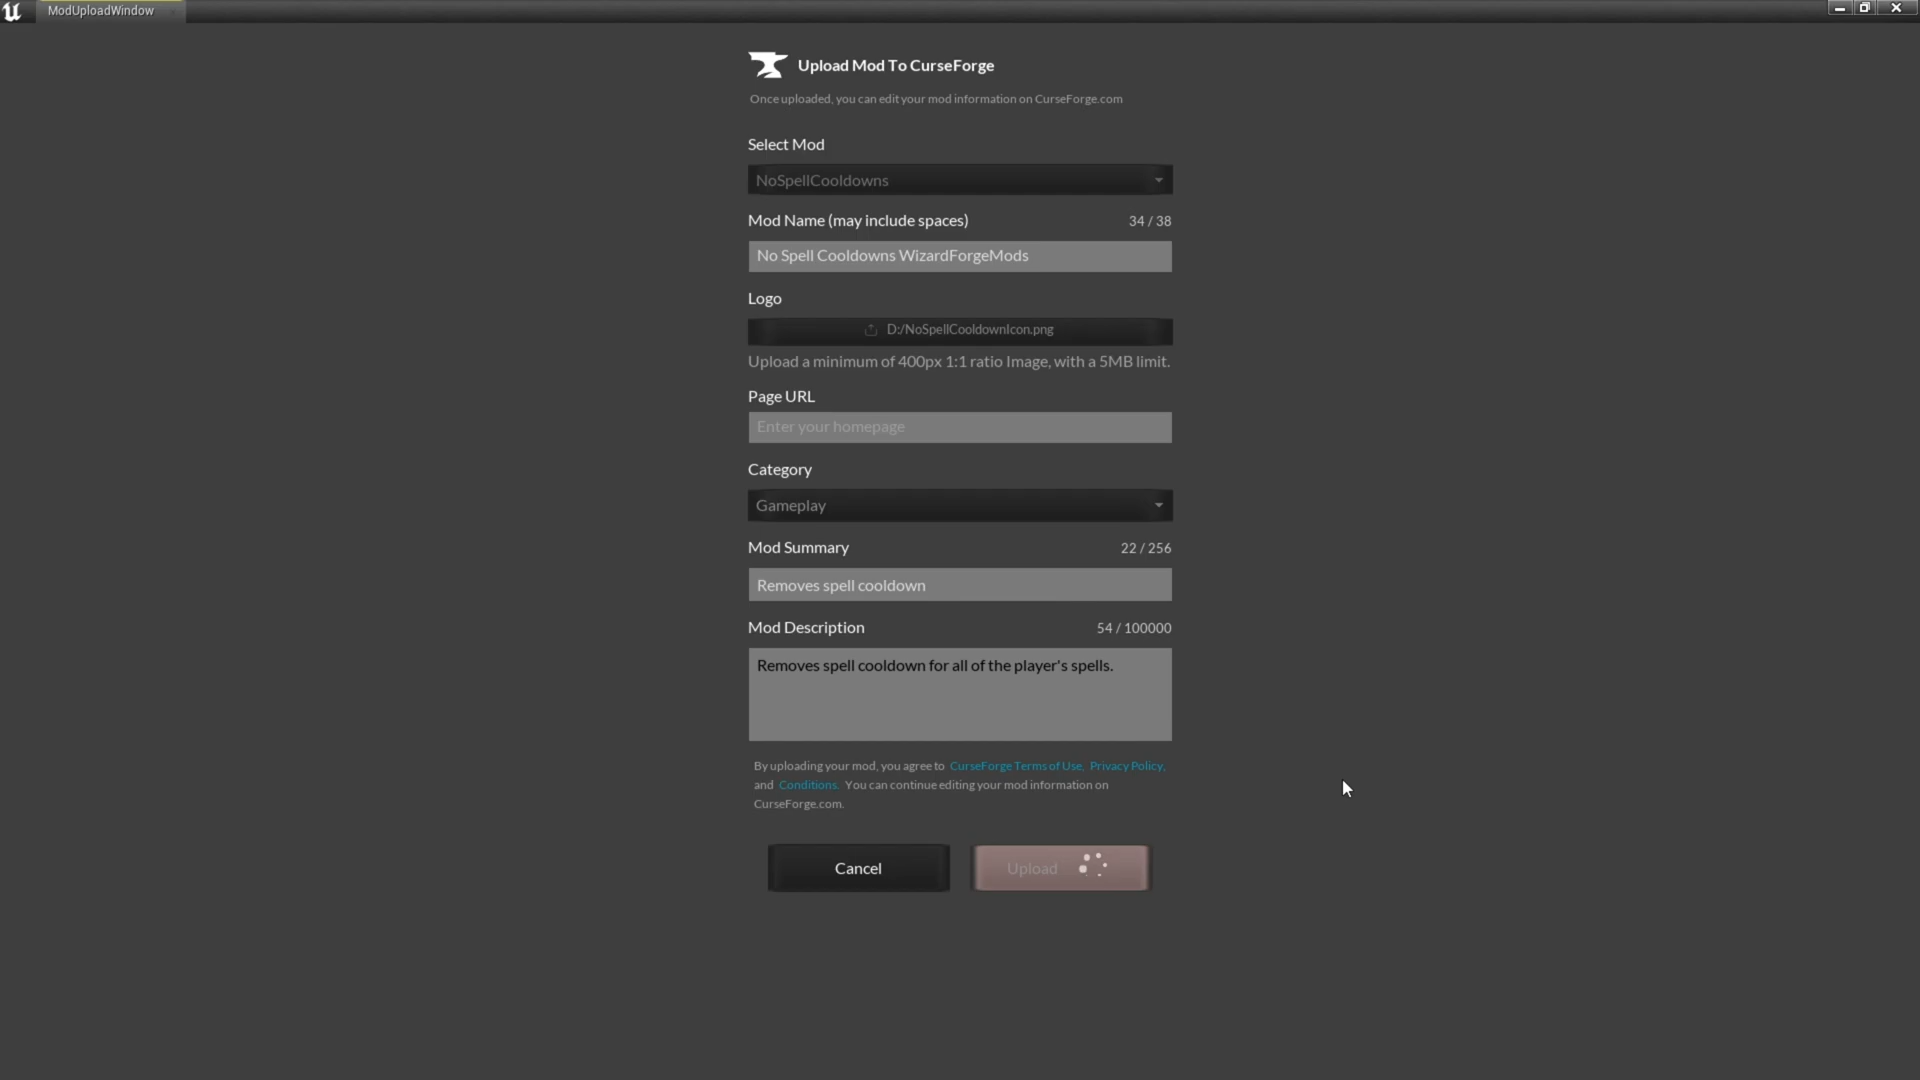 ModUploadWindow
Upload Mod To CurseForge
Once uploaded, you can edit your mod information on CurseForge.com
Select Mod
NoSpellCooldowns
Mod Name (may include spaces) 34 / 38
No Spell Cooldowns WizardForgeMods
Logo
D:/NoSpellCooldownIcon.png
Upload a minimum of 400px 1:1 ratio Image, with a 5MB limit.
Page URL
Enter your homepage
Category
Gameplay
Mod Summary 22 / 256
Removes spell cooldown
Mod Description 54 / 100000
Removes spell cooldown for all of the player's spells.
By uploading your mod, you agree to CurseForge Terms of Use, Privacy Policy,
and Conditions. You can continue editing your mod information on
CurseForge.com.
Cancel Upload